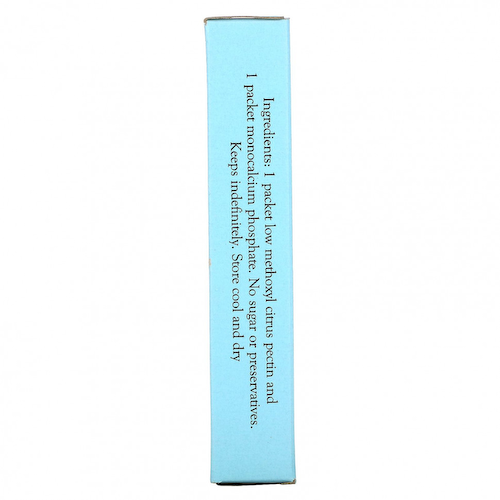 Ingredients: 1 packet low methoxyl citrus pectin and
1 packet monocalcium phosphate. No sugar or preservatives.
Keeps indefinitely. Store cool and dry